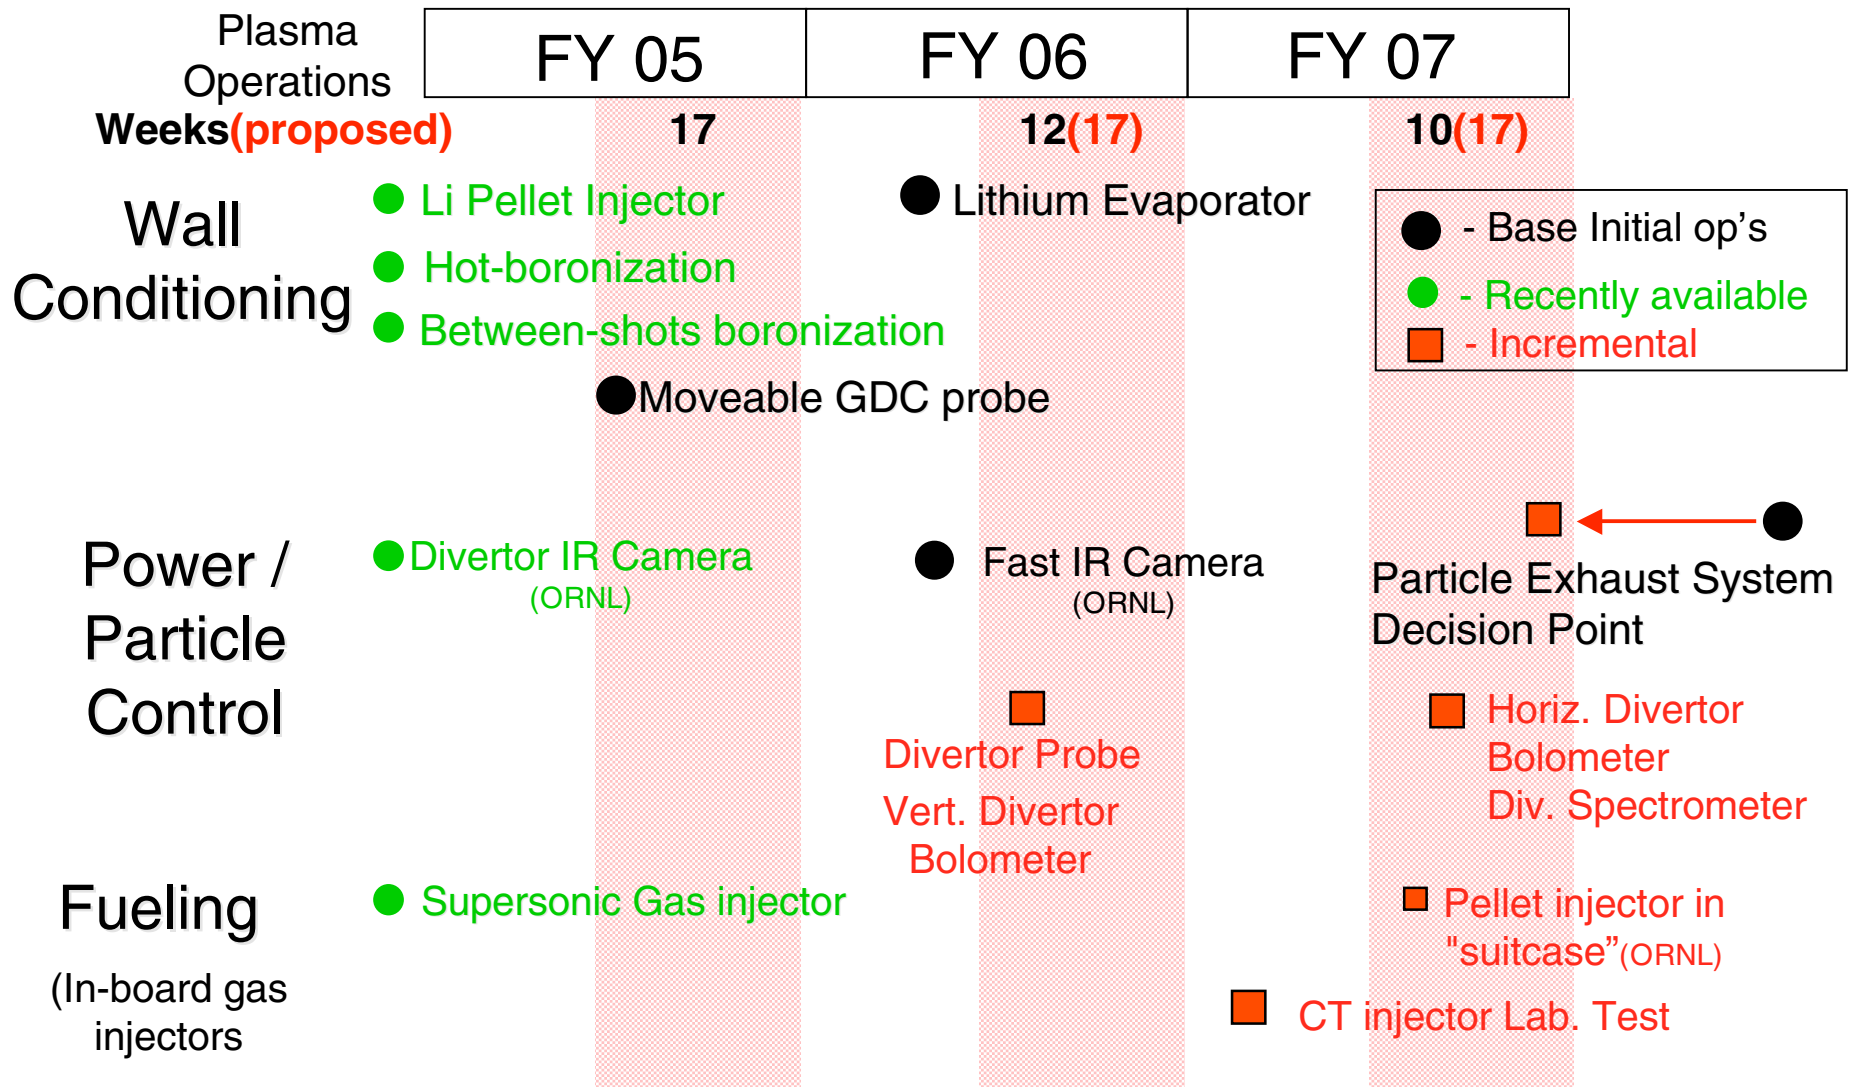 Plasma
Operations
FY 05
FY 06
FY 07
Weeks(proposed)
17
12(17)
10(17)
Wall
Conditioning
Li Pellet Injector
Hot-boronization
Between-shots boronization
Moveable GDC probe
Lithium Evaporator
- Base Initial op’s
- Recently available
- Incremental
Power /
Particle
Control
Divertor IR Camera
(ORNL)
Fast IR Camera
(ORNL)
Particle Exhaust System
Decision Point
Divertor Probe
Vert. Divertor
Bolometer
Horiz. Divertor
Bolometer
Div. Spectrometer
Fueling
(In-board gas
injectors
Supersonic Gas injector
Pellet injector in
"suitcase”(ORNL)
CT injector Lab. Test